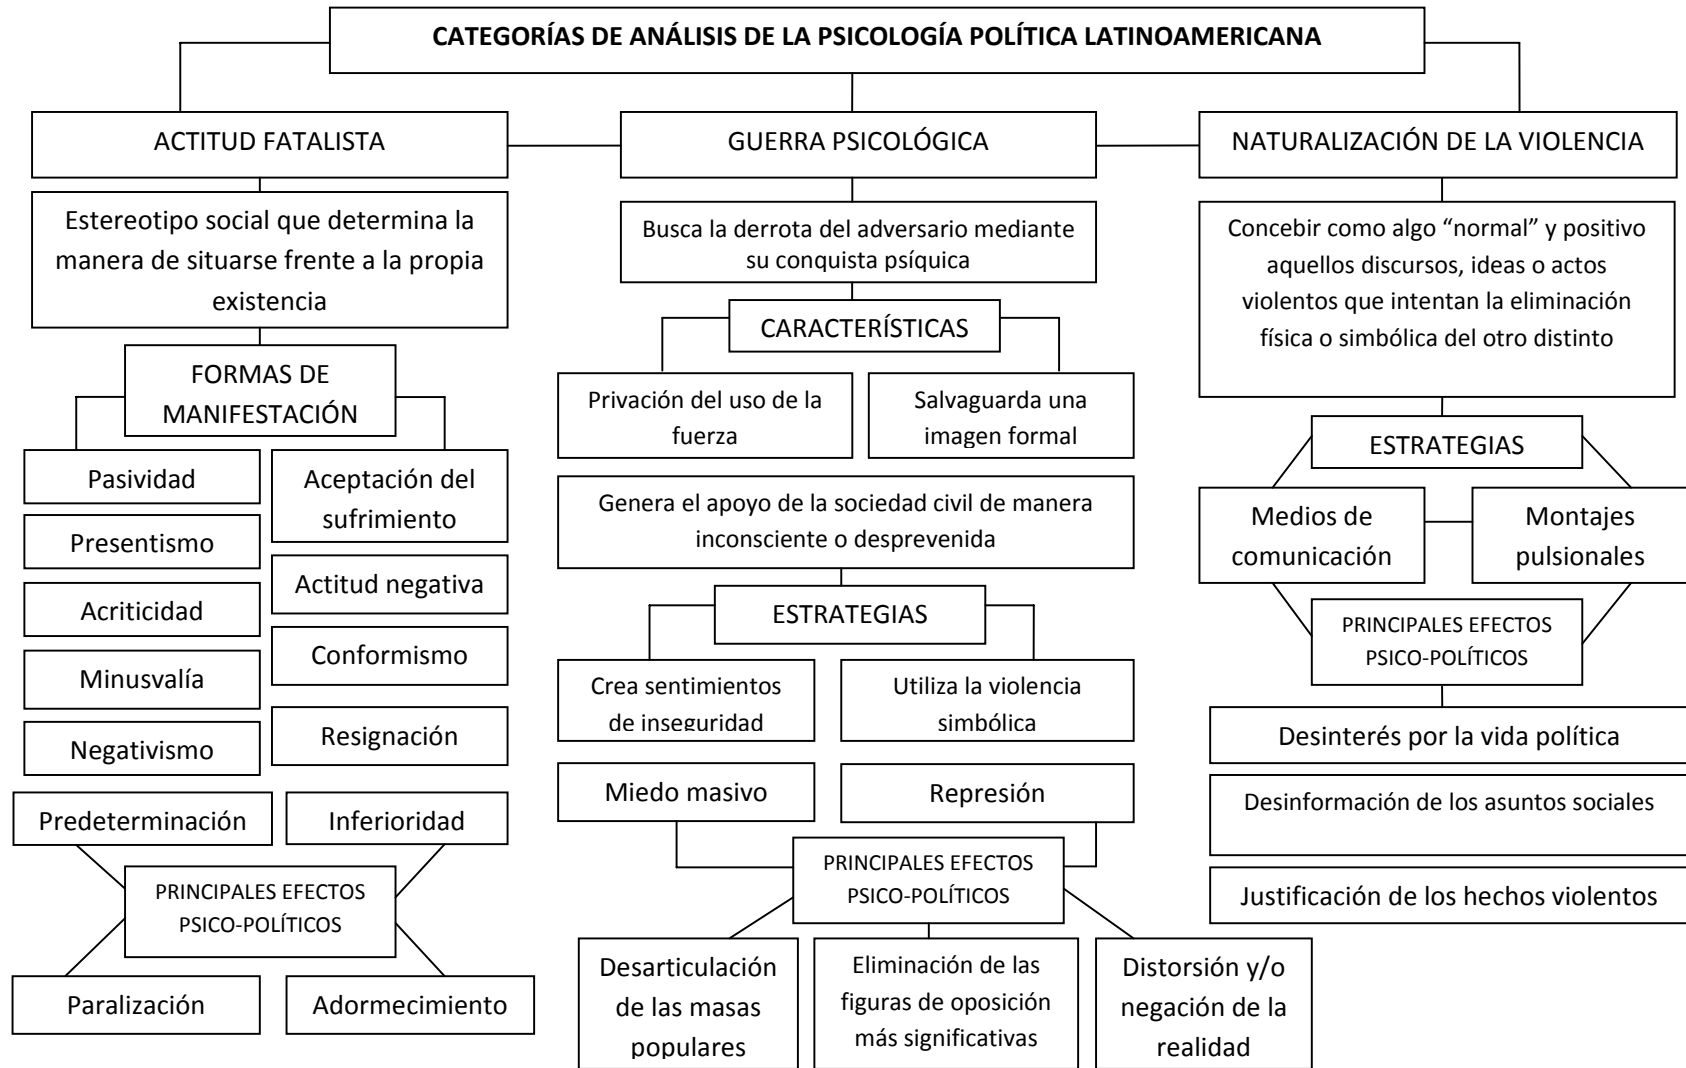 CATEGORÍAS DE ANÁLISIS DE LA PSICOLOGÍA POLÍTICA LATINOAMERICANA
ACTITUD FATALISTA
Estereotipo social que determina la
manera de situarse frente a la propia
existencia
FORMAS DE
MANIFESTACIÓN
Pasividad
Aceptación del
sufrimiento
Presentismo
Actitud negativa
Acriticidad
Conformismo
Minusvalía
Resignación
Negativismo
Predeterminación
Inferioridad
PRINCIPALES EFECTOS
PSICO-POLÍTICOS
Paralización
Adormecimiento
GUERRA PSICOLÓGICA
Busca la derrota del adversario mediante
su conquista psíquica
CARACTERÍSTICAS
Privación del uso de la
fuerza
Salvaguarda una
imagen formal
Genera el apoyo de la sociedad civil de manera
inconsciente o desprevenida
ESTRATEGIAS
Crea sentimientos
de inseguridad
Utiliza la violencia
simbólica
Miedo masivo
Represión
PRINCIPALES EFECTOS
PSICO-POLÍTICOS
Desarticulación
de las masas
populares
Eliminación de las
figuras de oposición
más significativas
Distorsión y/o
negación de la
realidad
NATURALIZACIÓN DE LA VIOLENCIA
Concebir como algo “normal” y positivo
aquellos discursos, ideas o actos
violentos que intentan la eliminación
física o simbólica del otro distinto
ESTRATEGIAS
Medios de
comunicación
Montajes
pulsionales
PRINCIPALES EFECTOS
PSICO-POLÍTICOS
Desinterés por la vida política
Desinformación de los asuntos sociales
Justificación de los hechos violentos